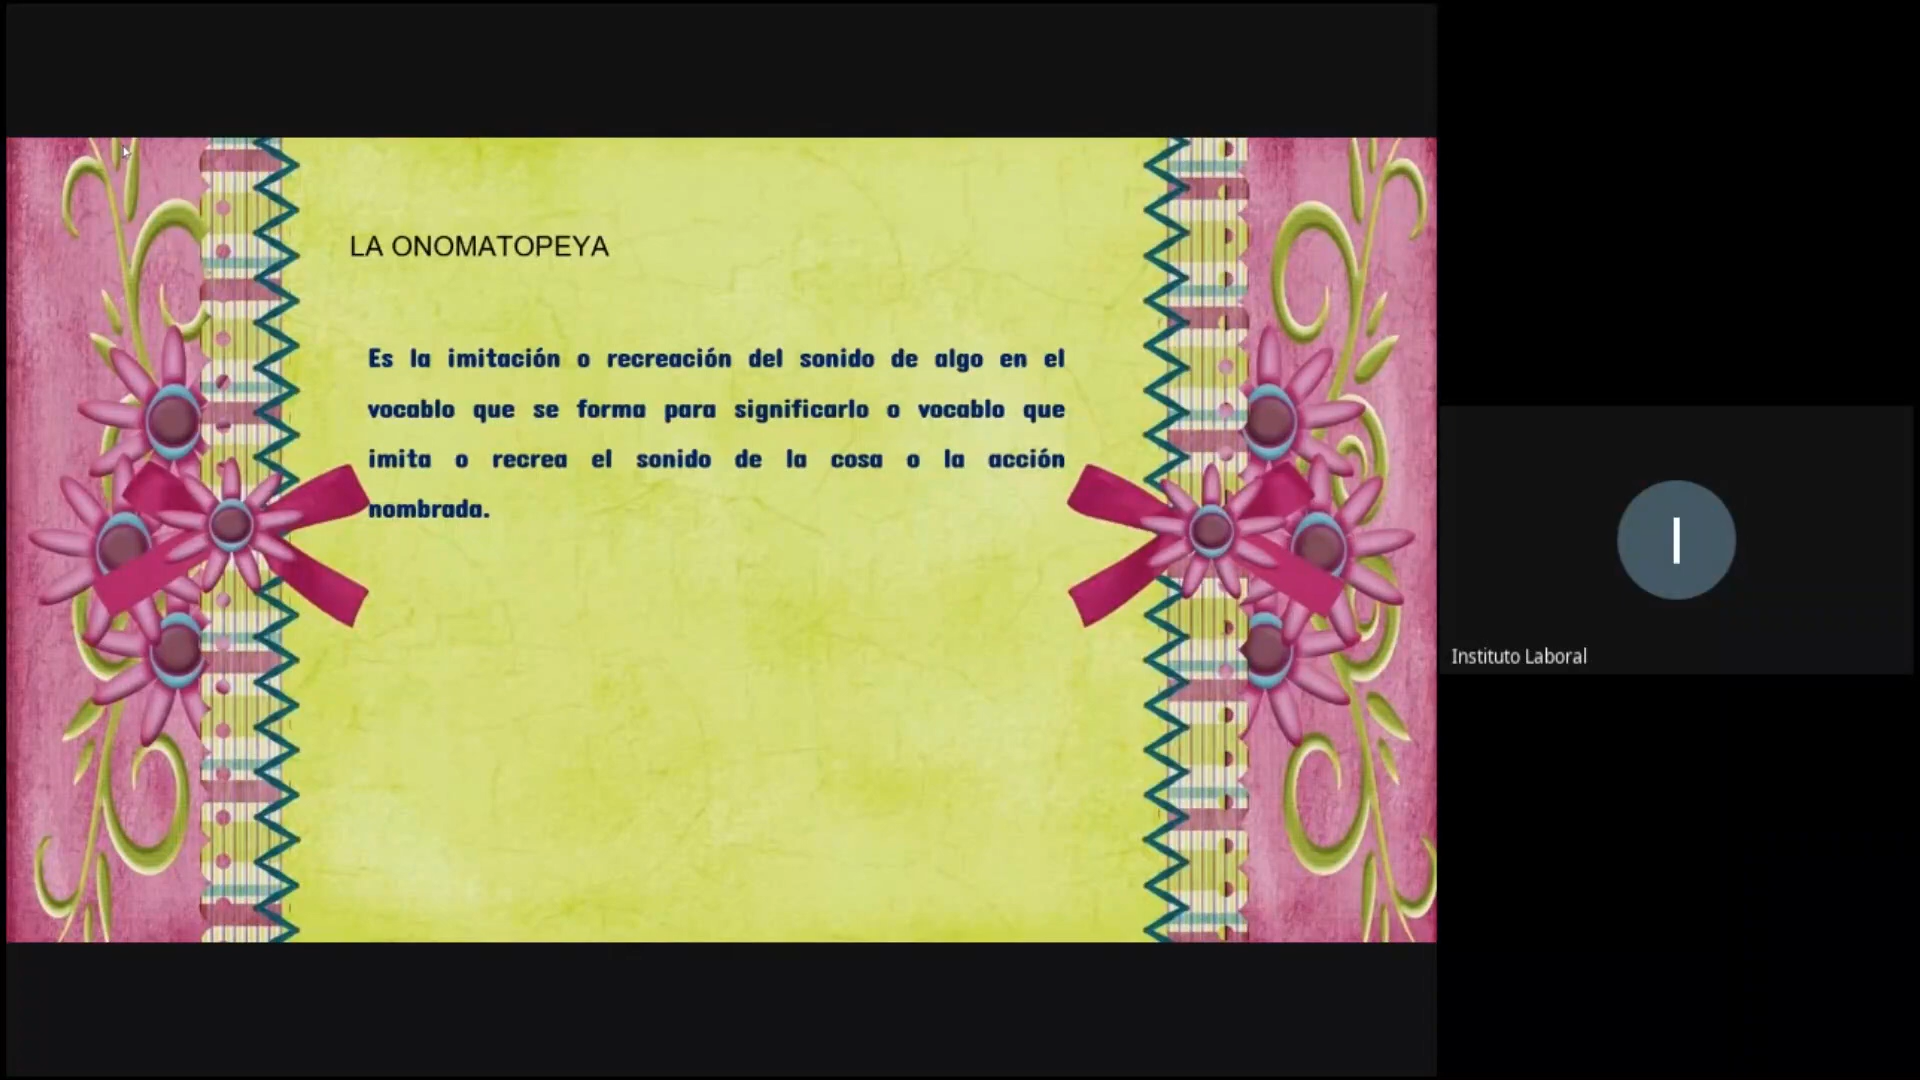 LA ONOMATOPEYA
Es la imitación o recreación del sonido de algo en el
vocablo que se forma para significarlo o vocablo que
imita o recrea el sonido de la cosa o la acción
nombrada.
I
Instituto Laboral